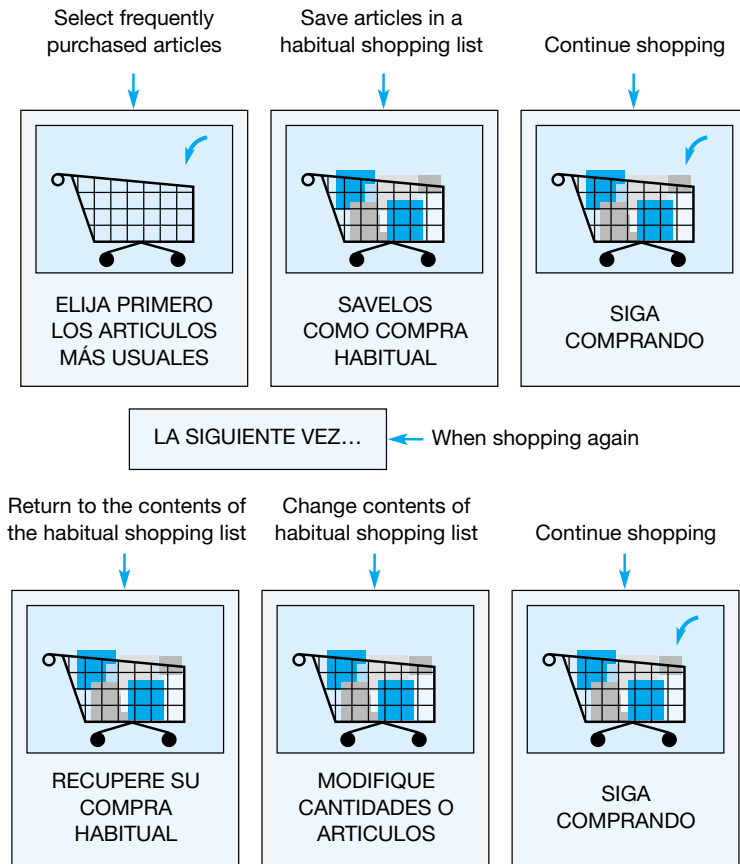 Select frequently
purchased articles
Save articles in a
habitual shopping list
Continue shopping
ELIJA PRIMERO
LOS ARTICULOS
MÁS USUALES
SAVELOS
COMO COMPRA
HABITUAL
SIGA
COMPRANDO
LA SIGUIENTE VEZ...
When shopping again
Return to the contents of
the habitual shopping list
Change contents of
habitual shopping list
Continue shopping
RECUPERE SU
COMPRA
HABITUAL
MODIFIQUE
CANTIDADES O
ARTICULOS
SIGA
COMPRANDO